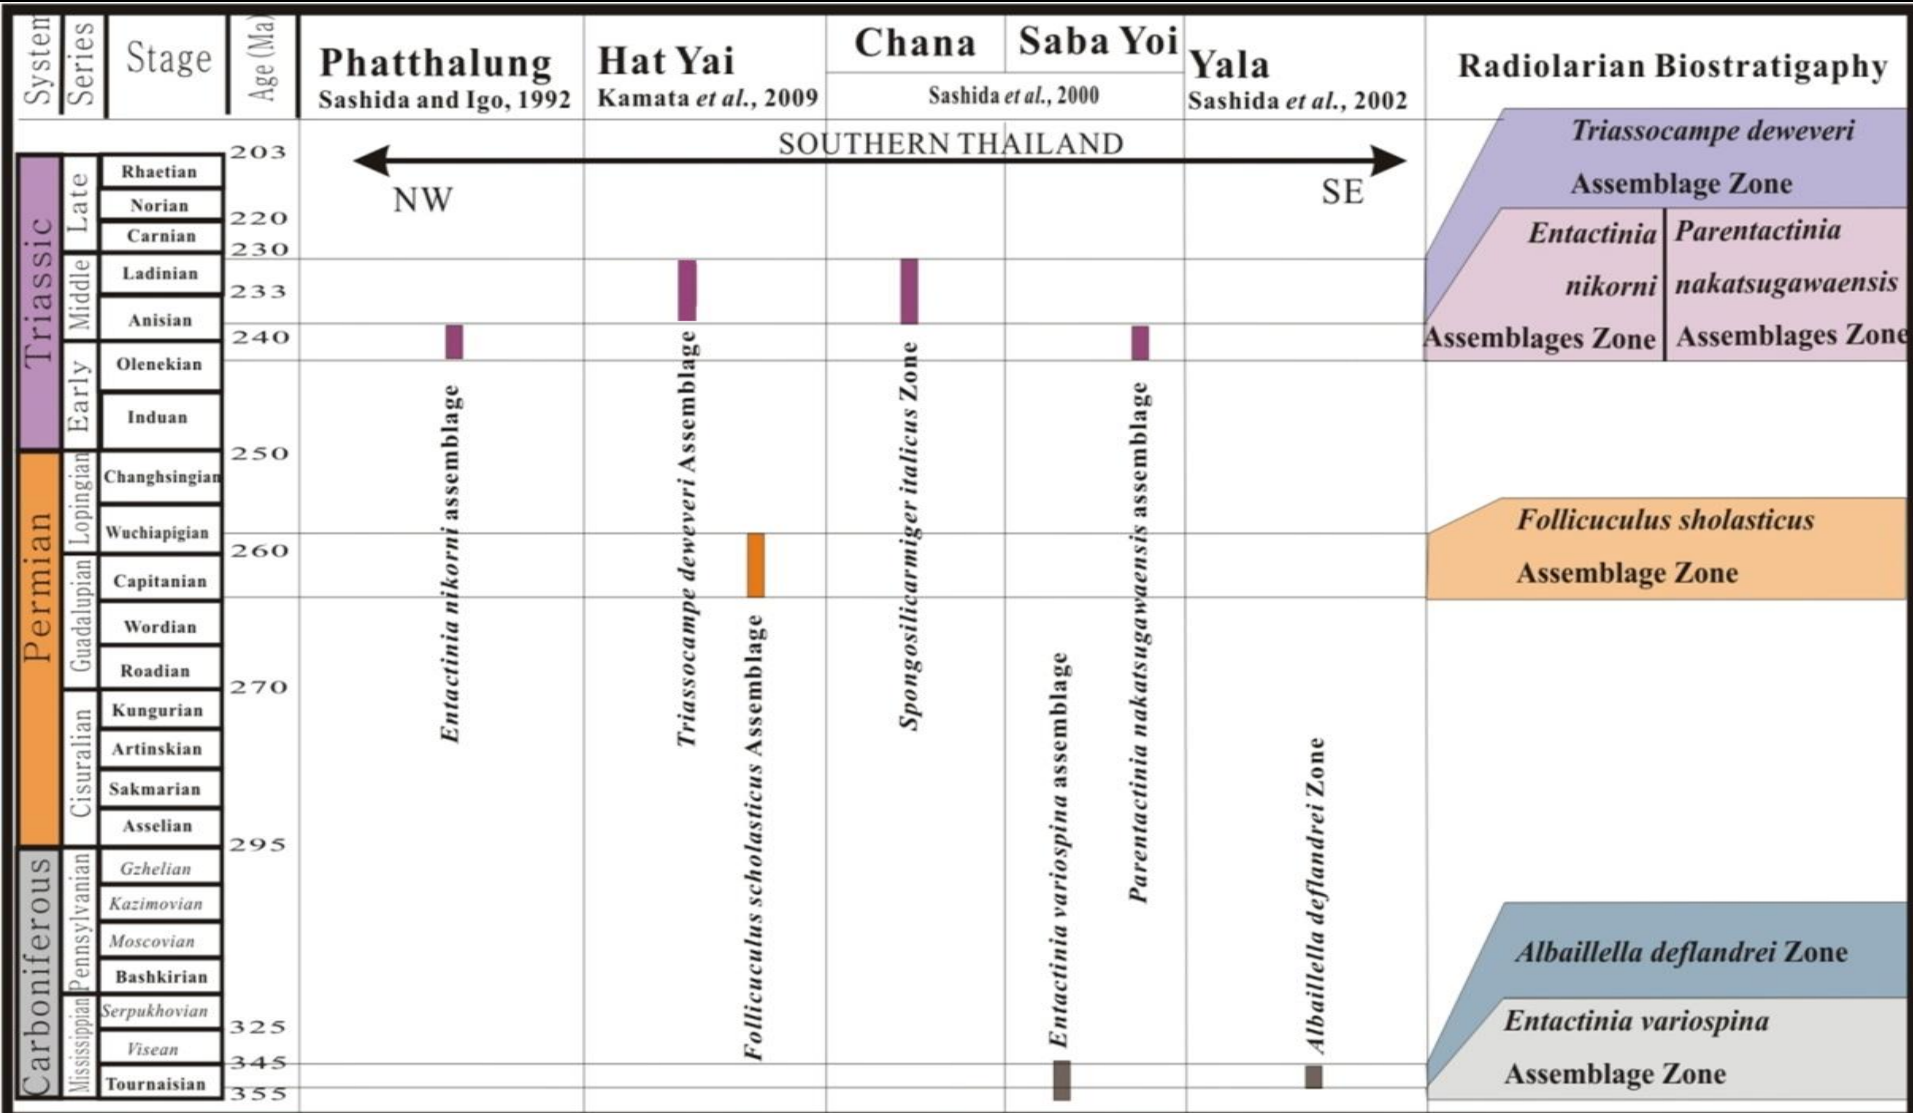 System
Series
Stage
Age (Ma)
Phatthalung
Sashida and Igo, 1992
Hat Yai
Kamata et al., 2009
Chana
Saba Yoi
Sashida et al., 2000
Yala
Sashida et al., 2002
Radiolarian Biostratigaphy
SOUTHERN THAILAND
NW
SE
Triassic
Late
Middle
Early
Rhaetian
Norian
Carnian
Ladinian
Anisian
Olenekian
Induan
Permian
Lopingian
Guadalupian
Cisuralian
Changhsingian
Wuchiapigian
Capitanian
Wordian
Roadian
Kungurian
Artinskian
Sakmarian
Asselian
Carboniferous
Pennsylvanian
Mississippian
Gzhelian
Kazimovian
Moscovian
Bashkirian
Serpukhovian
Visean
Tournaisian
203
220
230
233
240
250
260
270
295
325
345
355
Entactinia nikorni assemblage
Triassocampe deweveri Assemblage
Follicuculus scholasticus Assemblage
Spongosilicarmiger italicus Zone
Entactinia variospina assemblage
Parentactinia nakatsugawaensis assemblage
Albaillella deflandrei Zone
Triassocampe deweveri
Assemblage Zone
Entactinia
nikorni
Assemblages Zone
Parentactinia
nakatsugawaensis
Assemblages Zone
Follicuculus sholasticus
Assemblage Zone
Albaillella deflandrei Zone
Entactinia variospina
Assemblage Zone